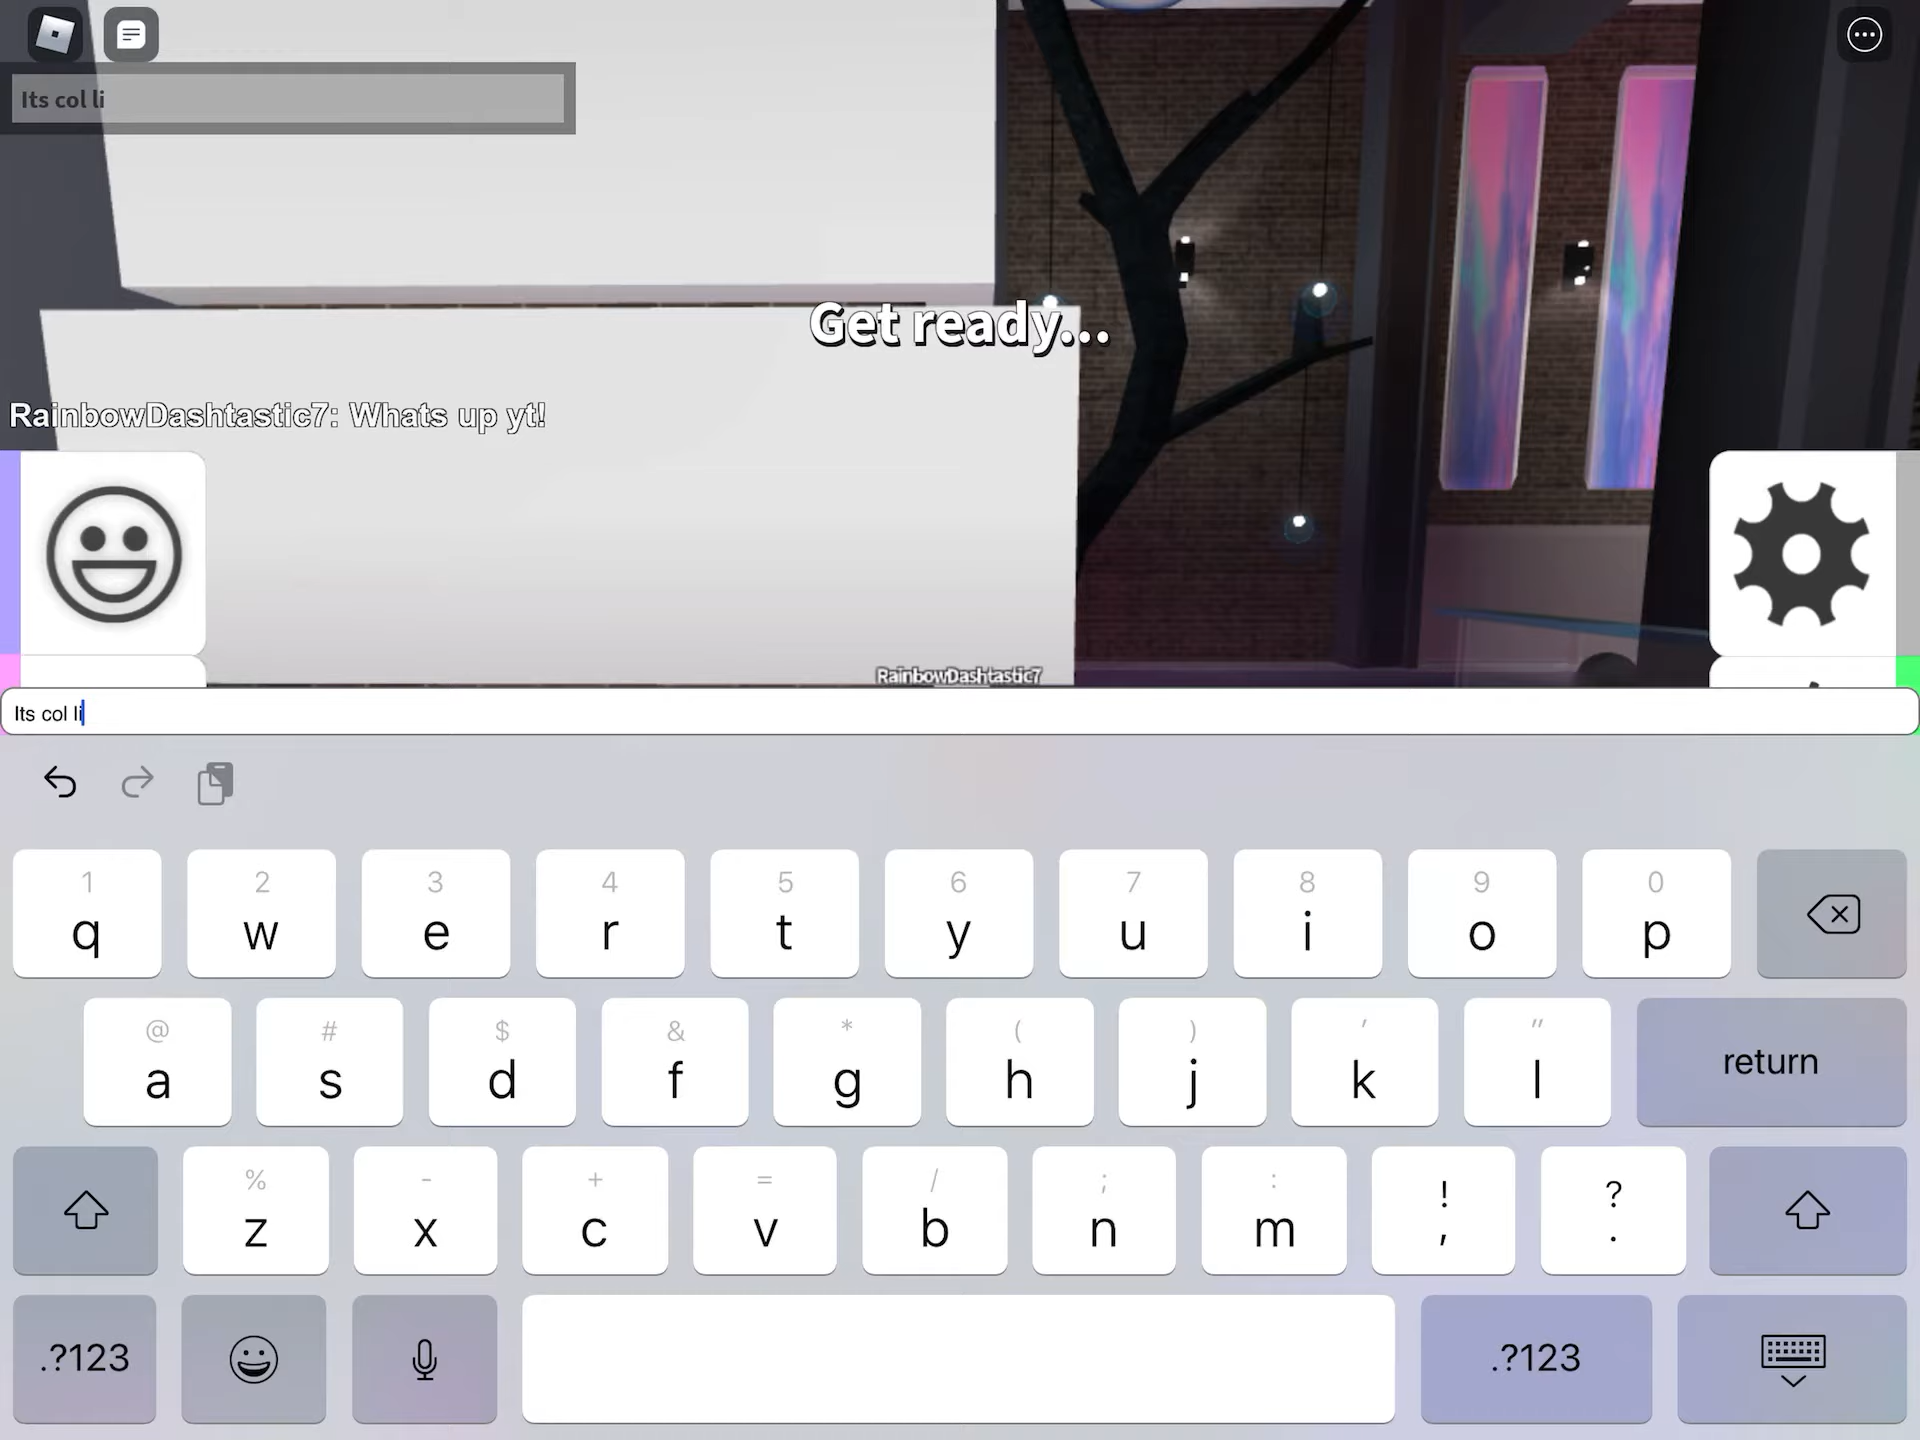 Its col li
Get ready...
RainbowDashtastic7: Whats up yt!
RainbowDashtastic7
Its col li
1 2 3 4 5 6 7 8 9 0
q w e r t y u i o p
@ # $ & * ( ) ' "
a s d f g h j k l return
% - + = / ; : ! ?
z x c v b n m , .
.?123 .?123